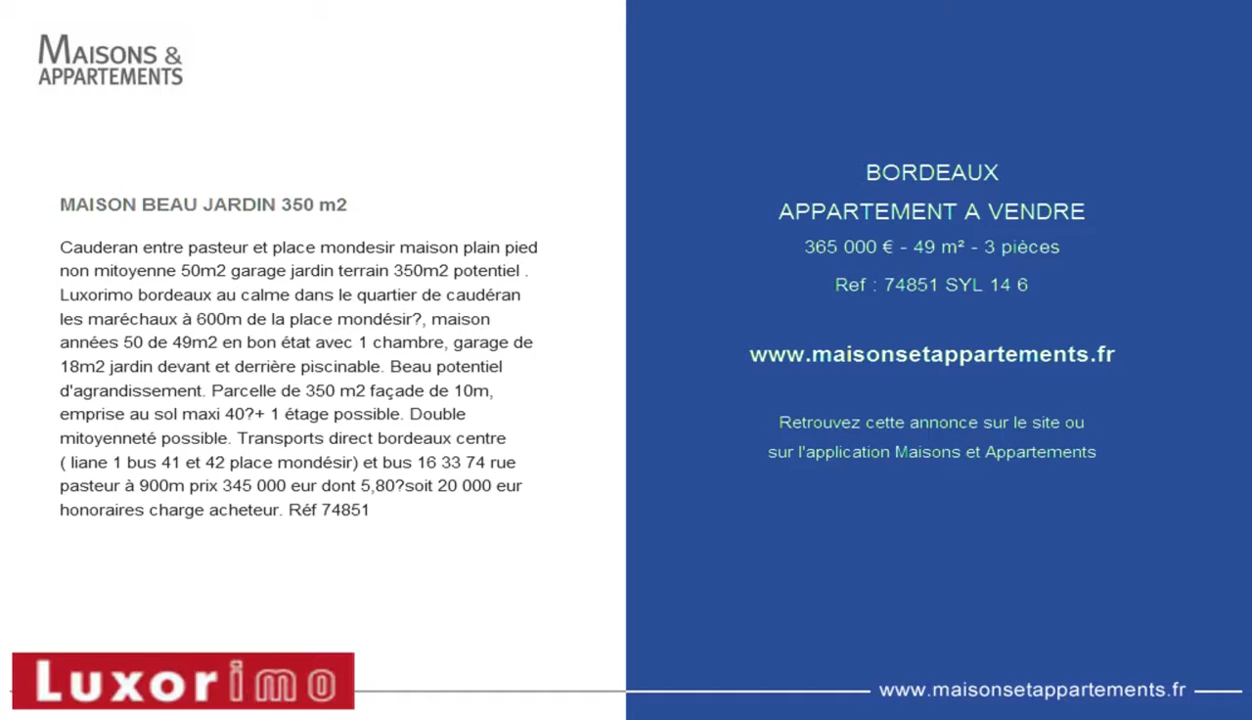 MAISONS &
APPARTEMENTS
MAISON BEAU JARDIN 350 m2
Cauderan entre pasteur et place mondesir maison plain pied
non mitoyenne 50m2 garage jardin terrain 350m2 potentiel .
Luxorimo bordeaux au calme dans le quartier de caudéran
les maréchaux à 600m de la place mondésir?, maison
années 50 de 49m2 en bon état avec 1 chambre, garage de
18m2 jardin devant et derrière piscinable. Beau potentiel
d'agrandissement. Parcelle de 350 m2 façade de 10m,
emprise au sol maxi 40?+ 1 étage possible. Double
mitoyenneté possible. Transports direct bordeaux centre
( liane 1 bus 41 et 42 place mondésir) et bus 16 33 74 rue
pasteur à 900m prix 345 000 eur dont 5,80?soit 20 000 eur
honoraires charge acheteur. Réf 74851
Luxorimo
BORDEAUX
APPARTEMENT A VENDRE
365 000 € - 49 m² - 3 pièces
Ref : 74851 SYL 14 6
www.maisonsetappartements.fr
Retrouvez cette annonce sur le site ou
sur l'application Maisons et Appartements
www.maisonsetappartements.fr